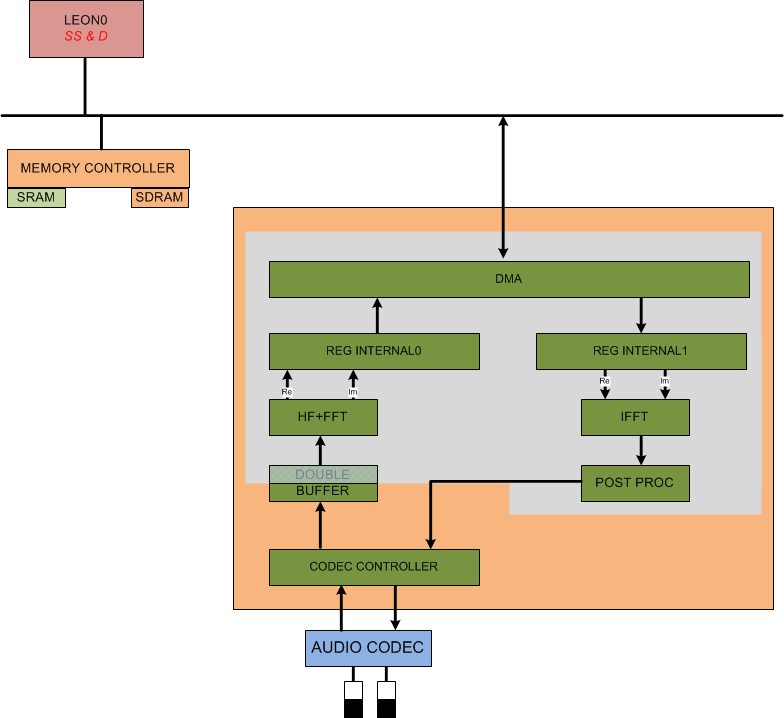 LEON0
SS & D
MEMORY CONTROLLER
SRAM
SDRAM
DMA
REG INTERNAL0
REG INTERNAL1
Re
Im
Re
Im
HF+FFT
IFFT
DOUBLE
BUFFER
POST PROC
CODEC CONTROLLER
AUDIO CODEC